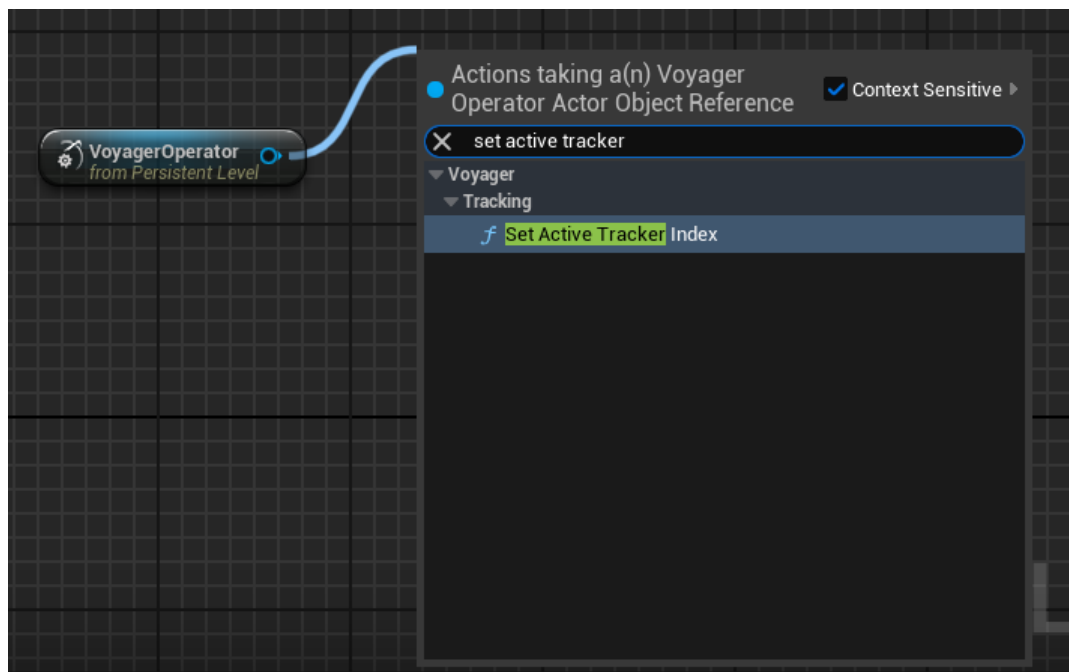 VoyagerOperator
from Persistent Level
Actions taking a(n) Voyager
Operator Actor Object Reference
Context Sensitive
set active tracker
Voyager
Tracking
f Set Active Tracker Index